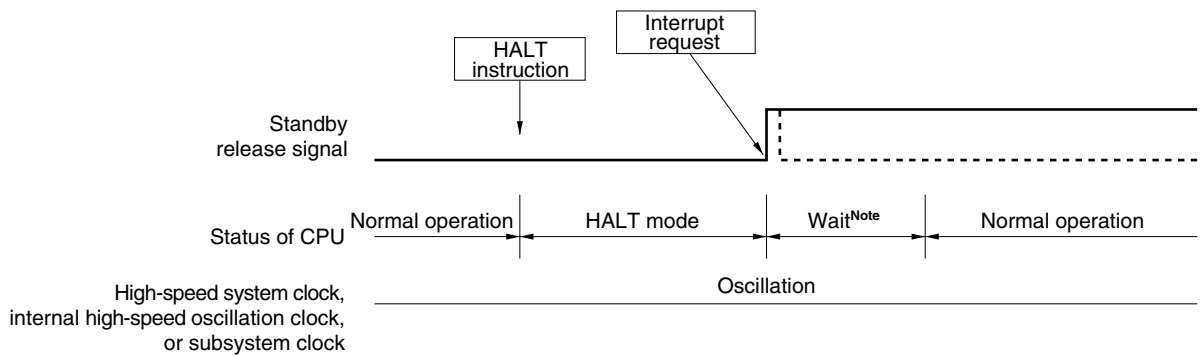 Interrupt
request
HALT
instruction
Standby
release signal
Status of CPU
Normal operation
HALT mode
WaitNote
Normal operation
High-speed system clock,
internal high-speed oscillation clock,
or subsystem clock
Oscillation